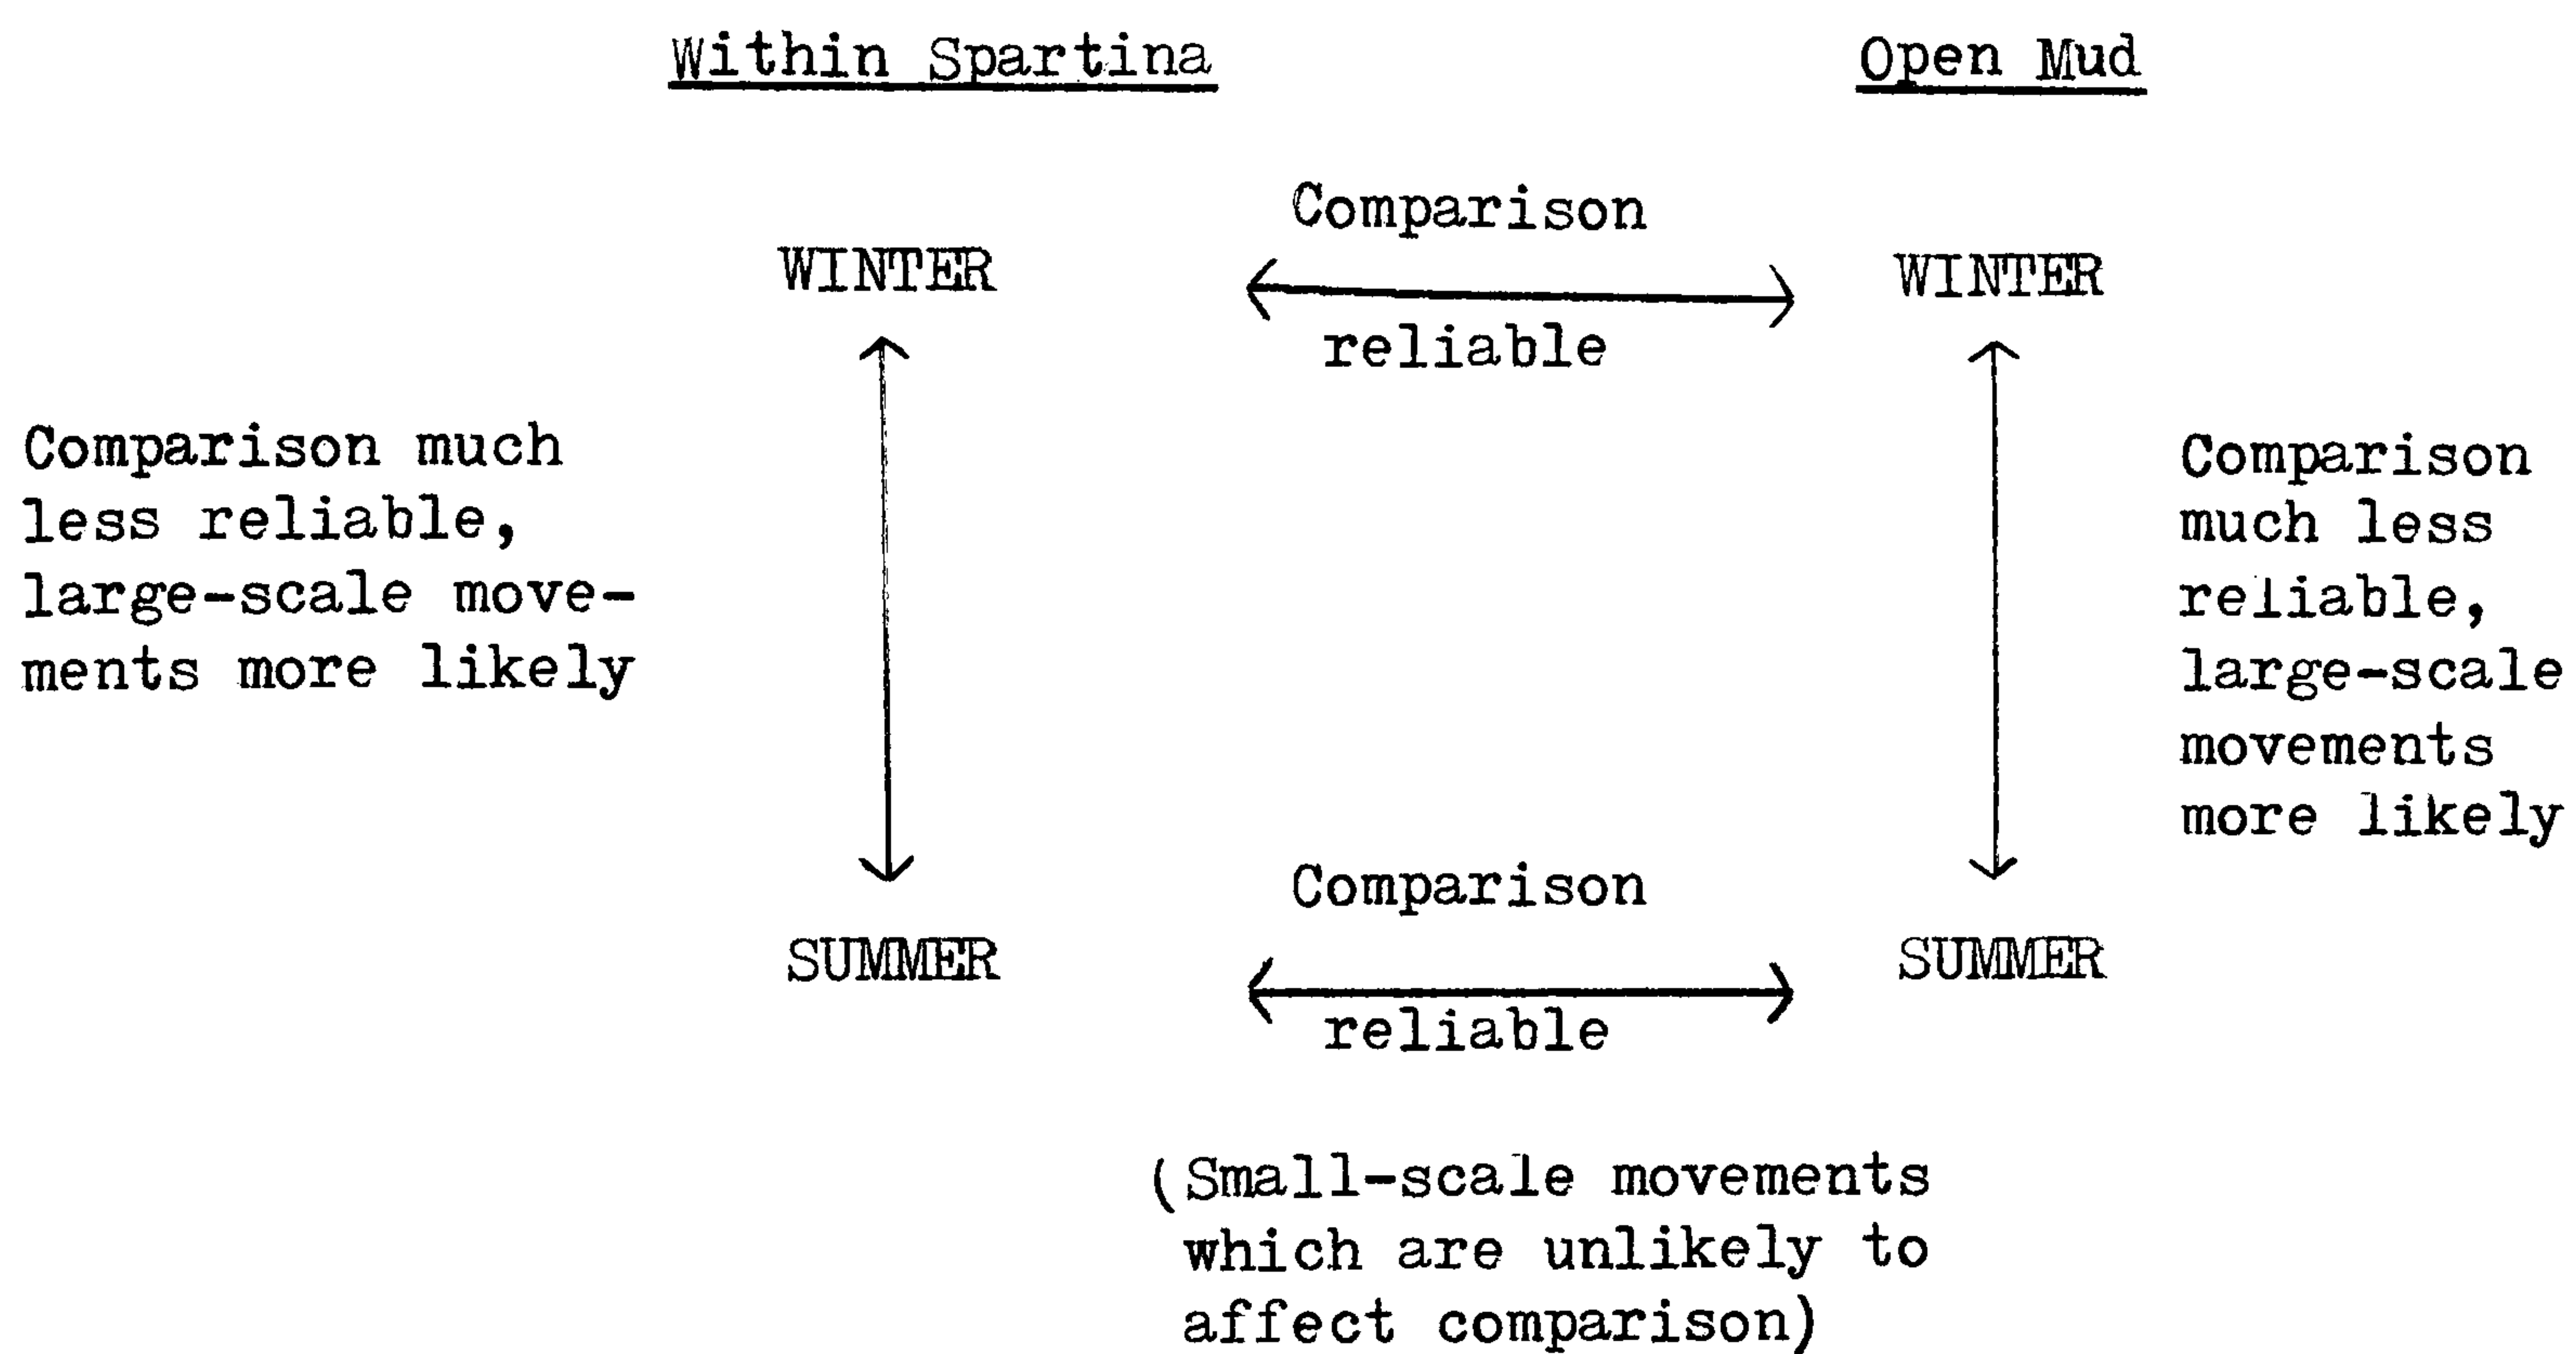 Within Spartina
Open Mud
Comparison
WINTER
WINTER
reliable
Comparison much
less reliable,
large-scale move-
ments more likely
Comparison
much less
reliable,
large-scale
movements
more likely
Comparison
SUMMER
SUMMER
reliable
(Small-scale movements
which are unlikely to
affect comparison)